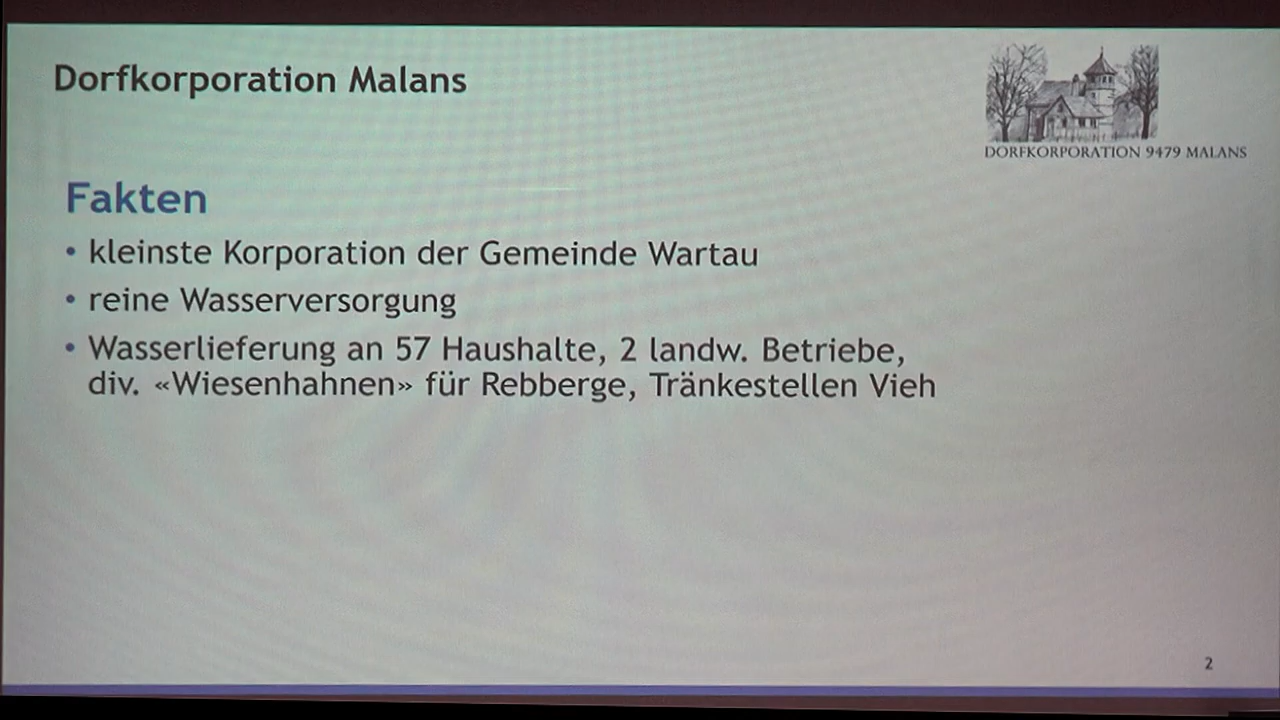 Dorfkorporation Malans
DORFKORPORATION 9479 MALANS
Fakten
• kleinste Korporation der Gemeinde Wartau
• reine Wasserversorgung
• Wasserlieferung an 57 Haushalte, 2 landw. Betriebe,
div. «Wiesenhahnen» für Rebberge, Tränkestellen Vieh
2